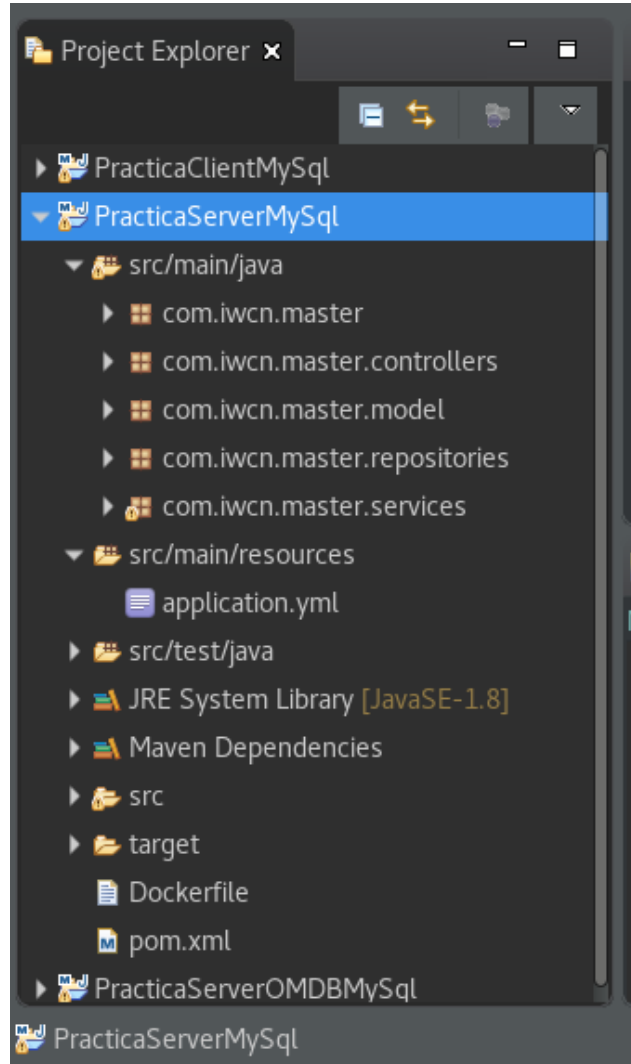 Project Explorer
PracticaClientMySql
PracticaServerMySql
src/main/java
com.iwcn.master
com.iwcn.master.controllers
com.iwcn.master.model
com.iwcn.master.repositories
com.iwcn.master.services
src/main/resources
application.yml
src/test/java
JRE System Library [JavaSE-1.8]
Maven Dependencies
src
target
Dockerfile
pom.xml
PracticaServerOMDBMySql
PracticaServerMySql